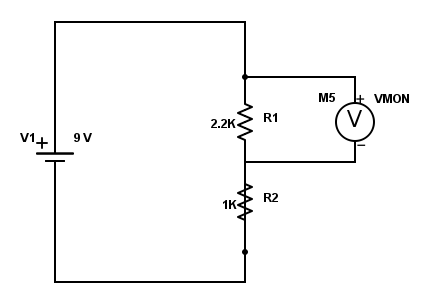 M5
+
VMON
2.2K
R1
V
V1
+
9 V
−
1K
R2